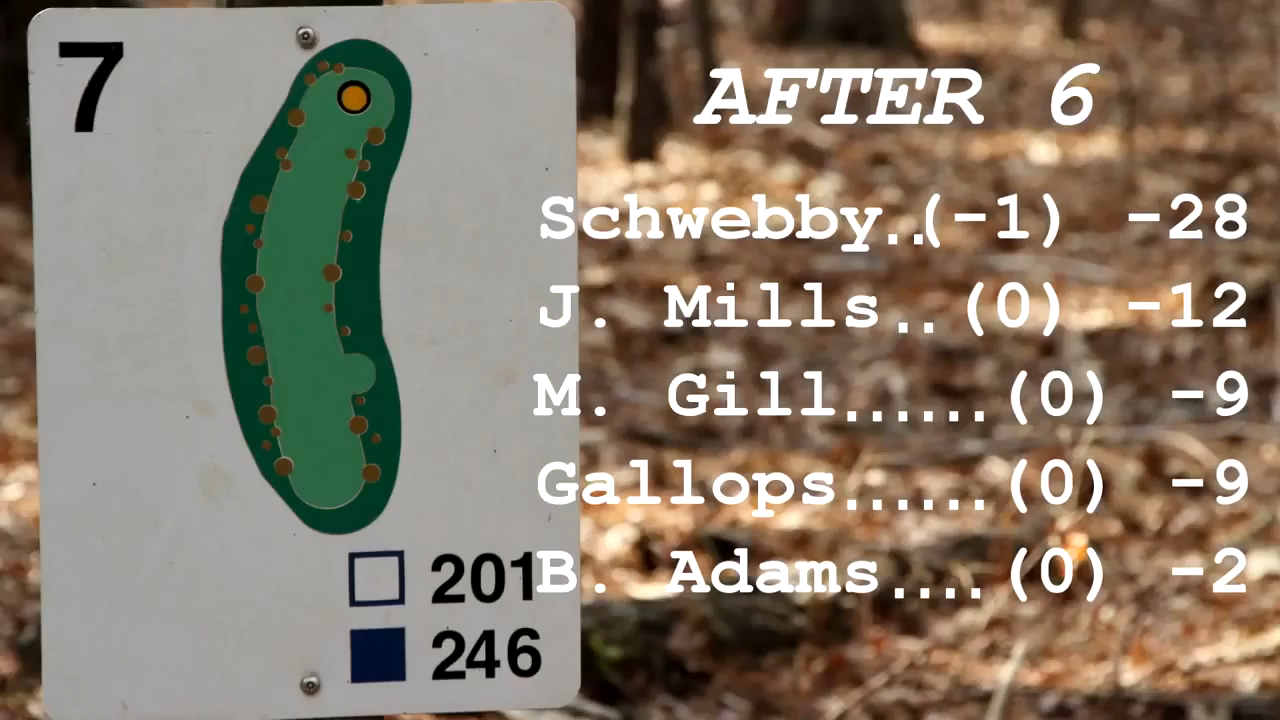 7
201
246
AFTER 6
Schwebby..(-1) -28
J. Mills..(0) -12
M. Gill......(0) -9
Gallops......(0) -9
B. Adams....(0) -2